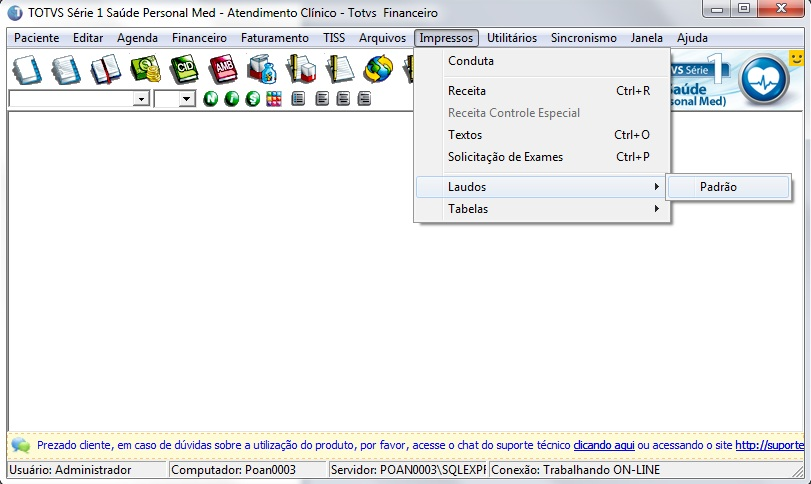 TOTVS Série 1 Saúde Personal Med - Atendimento Clínico - Totvs Financeiro
Paciente Editar Agenda Financeiro Faturamento TISS Arquivos Impressos Utilitários Sincronismo Janela Ajuda
CID AMB
VS Série 1
Saúde
sonal Med)
N I S
Conduta
Receita Ctrl+R
Receita Controle Especial
Textos Ctrl+O
Solicitação de Exames Ctrl+P
Laudos Padrão
Tabelas
Prezado cliente, em caso de dúvidas sobre a utilização do produto, por favor, acesse o chat do suporte técnico clicando aqui ou acessando o site http://suporte
Usuário: Administrador Computador: Poan0003 Servidor: POAN0003\SQLEXPR Conexão: Trabalhando ON-LINE